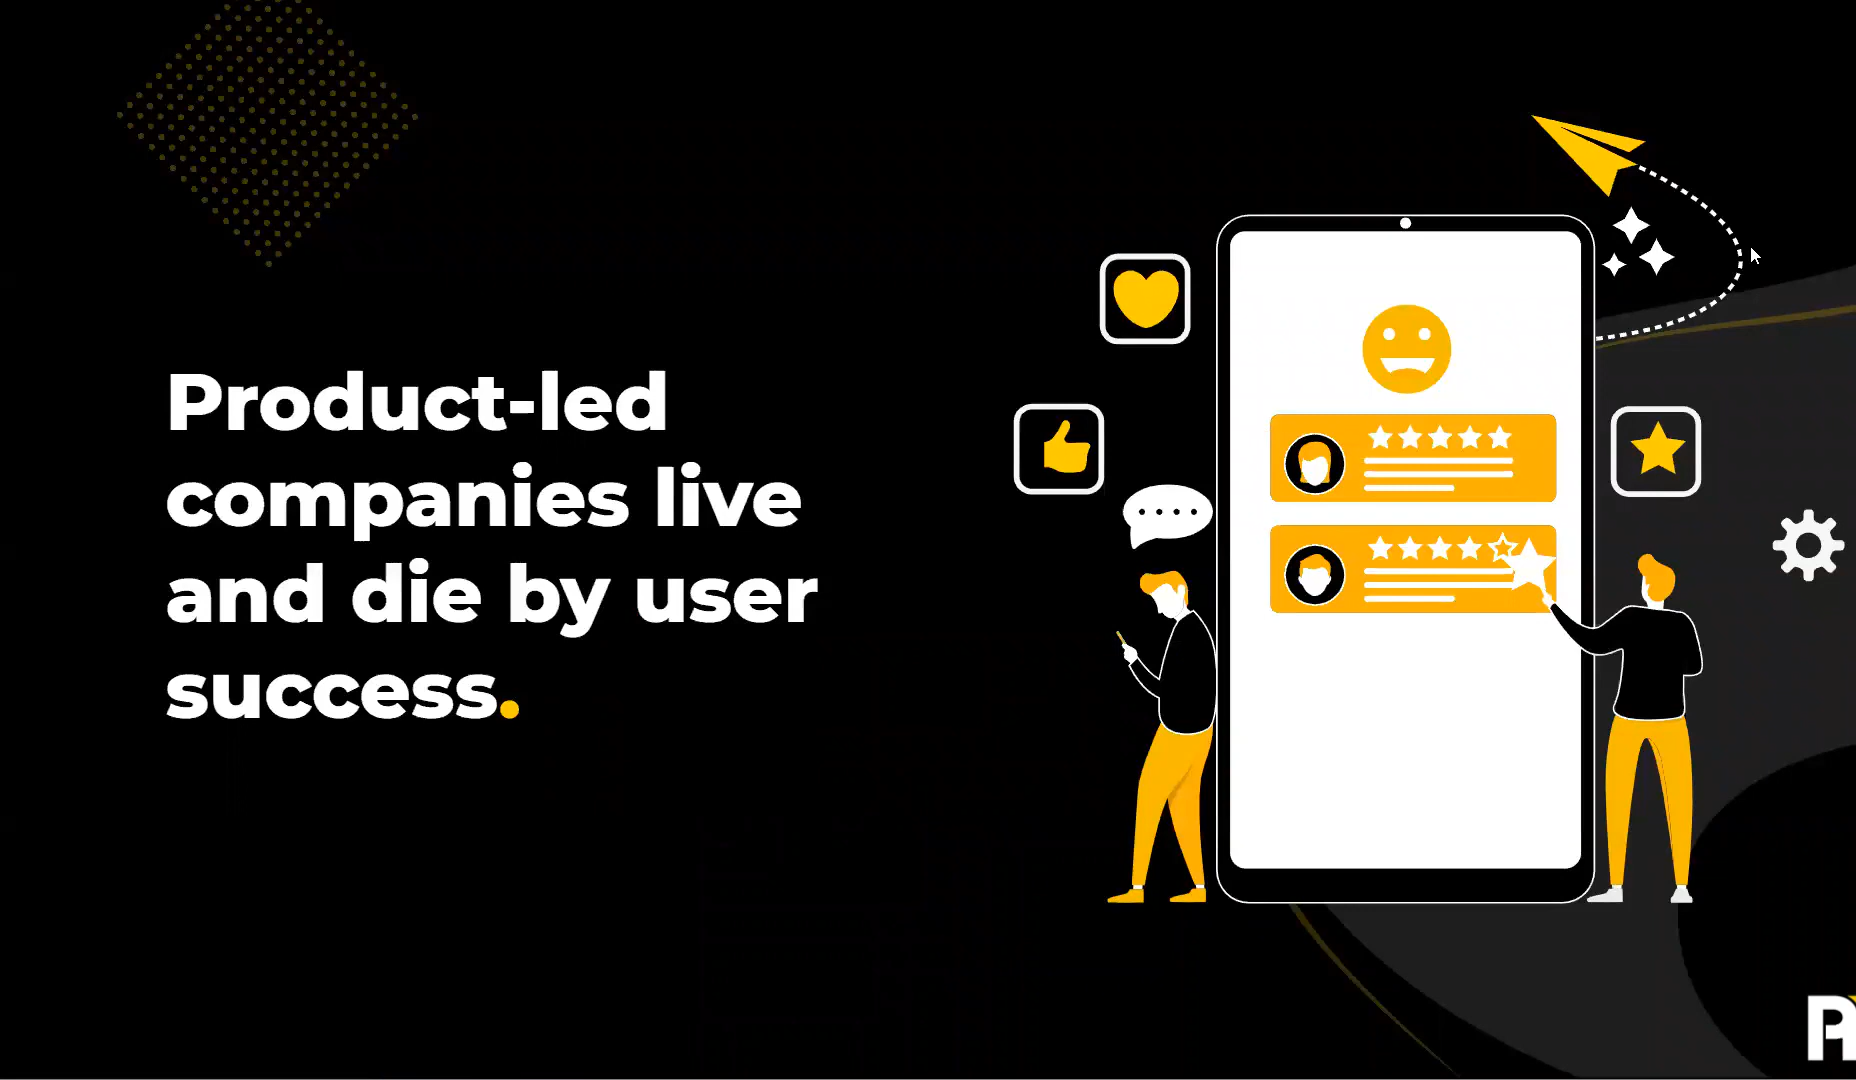 Product-led
companies live
and die by user
success.